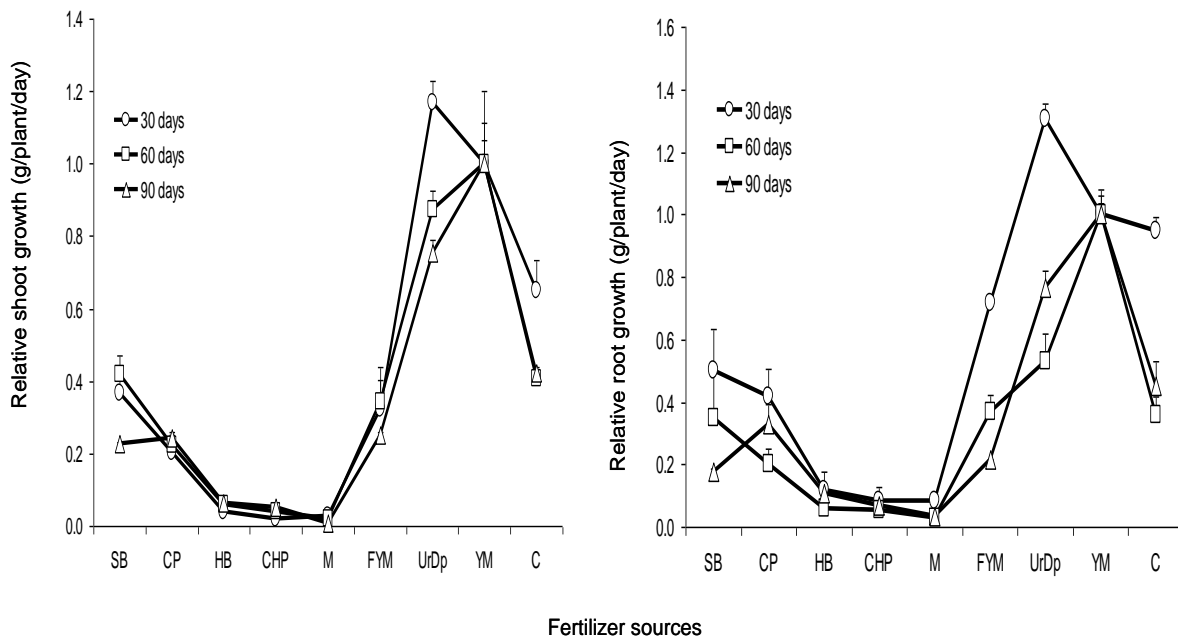 Relative shoot growth (g/plant/day)
1.4
1.2
1.0
0.8
0.6
0.4
0.2
0.0
30 days
60 days
90 days
SB CP HB CHP M FYM UrDp YM C
Relative root growth (g/plant/day)
1.6
1.4
1.2
1.0
0.8
0.6
0.4
0.2
0.0
30 days
60 days
90 days
SB CP HB CHP M FYM UrDp YM C
Fertilizer sources